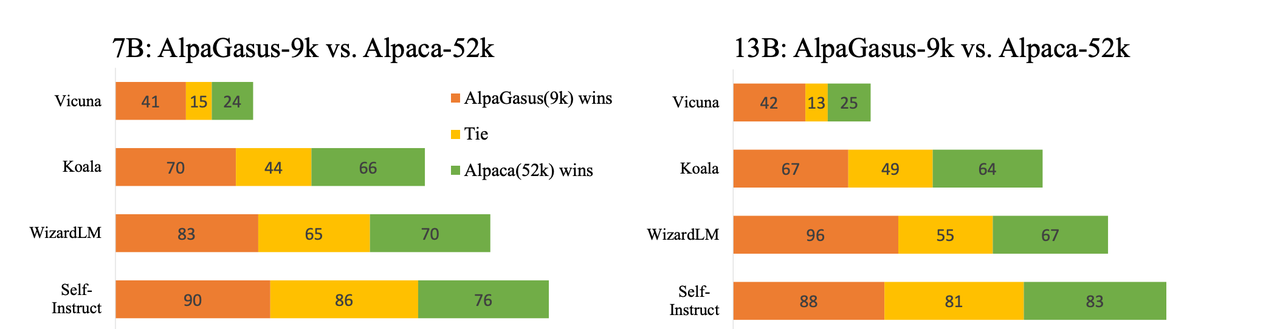 7B: AlpaGasus-9k vs. Alpaca-52k
Vicuna 41 15 24
Koala 70 44 66
WizardLM 83 65 70
Self-
Instruct 90 86 76
AlpaGasus(9k) wins
Tie
Alpaca(52k) wins
13B: AlpaGasus-9k vs. Alpaca-52k
Vicuna 42 13 25
Koala 67 49 64
WizardLM 96 55 67
Self-
Instruct 88 81 83